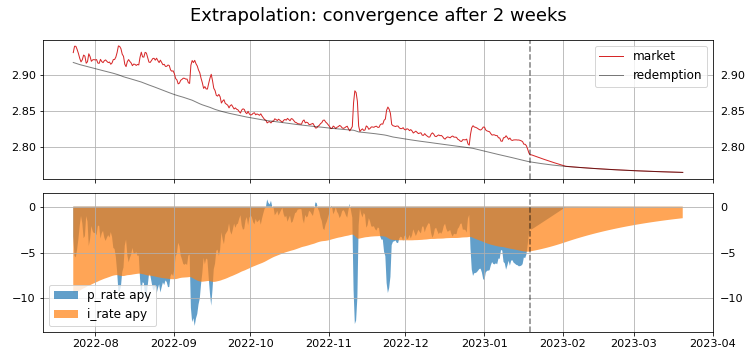 Extrapolation: convergence after 2 weeks
market
redemption
2.90 2.90
2.85 2.85
2.80 2.80
0 0
−5 −5
−10 −10
p_rate apy
i_rate apy
2022-08 2022-09 2022-10 2022-11 2022-12 2023-01 2023-02 2023-03 2023-04